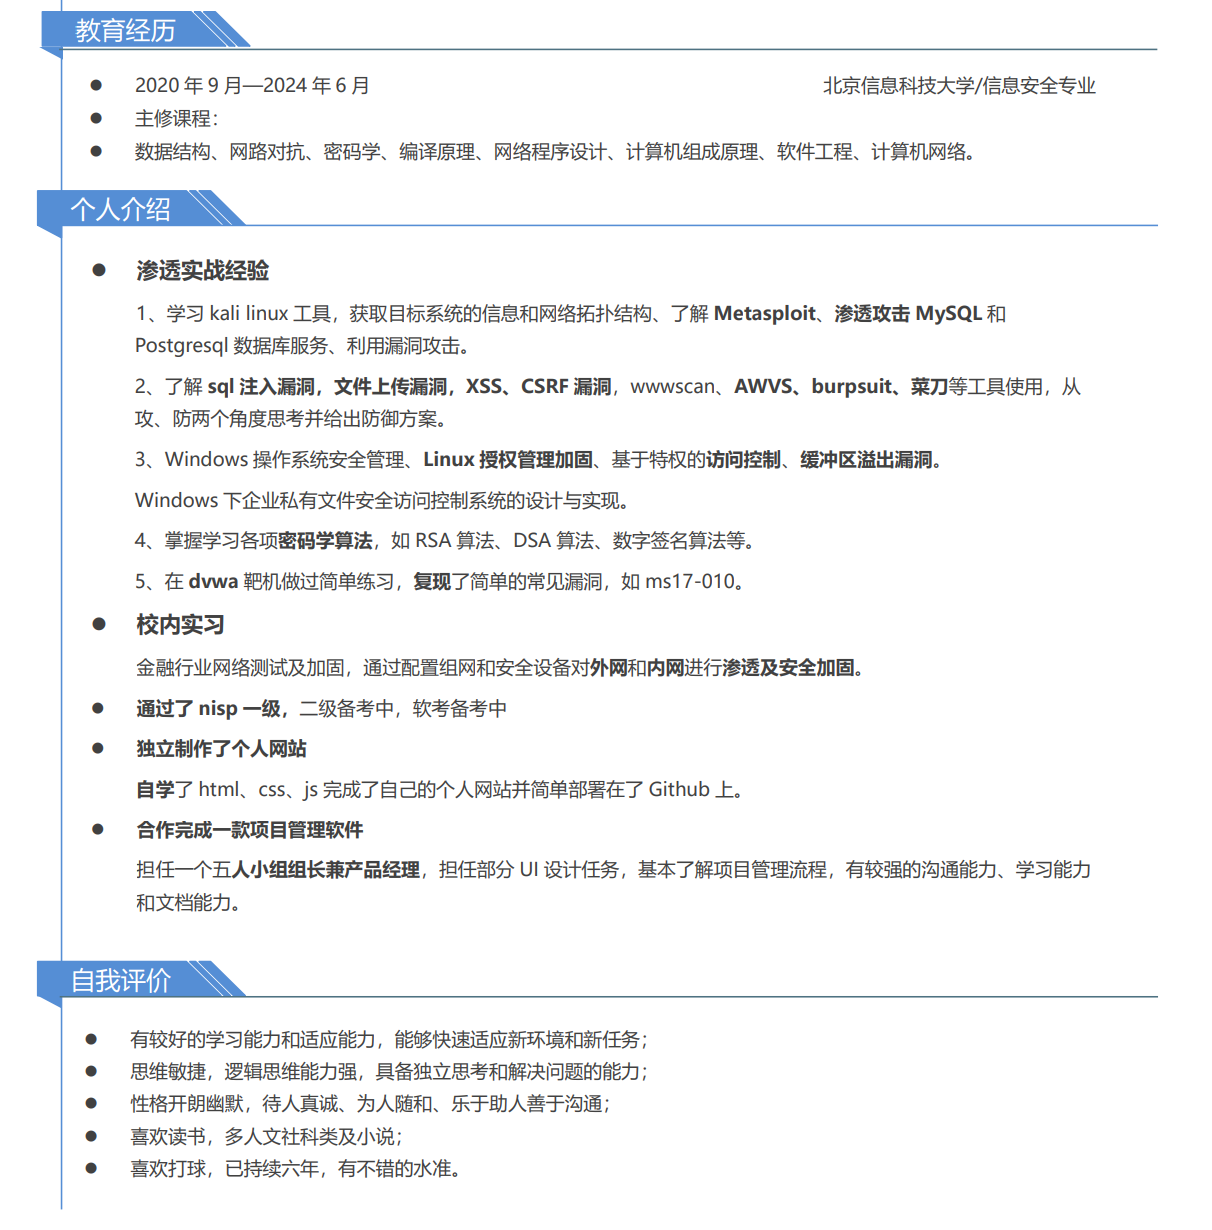 教育经历
2020 年 9 月—2024 年 6 月 北京信息科技大学/信息安全专业
主修课程：
数据结构、网路对抗、密码学、编译原理、网络程序设计、计算机组成原理、软件工程、计算机网络。
个人介绍
渗透实战经验
1、学习 kali linux 工具，获取目标系统的信息和网络拓扑结构、了解 Metasploit、渗透攻击 MySQL 和
Postgresql 数据库服务、利用漏洞攻击。
2、了解 sql 注入漏洞，文件上传漏洞，XSS、CSRF 漏洞，wwwscan、AWVS、burpsuit、菜刀等工具使用，从
攻、防两个角度思考并给出防御方案。
3、Windows 操作系统安全管理、Linux 授权管理加固、基于特权的访问控制、缓冲区溢出漏洞。
Windows 下企业私有文件安全访问控制系统的设计与实现。
4、掌握学习各项密码学算法，如 RSA 算法、DSA 算法、数字签名算法等。
5、在 dvwa 靶机做过简单练习，复现了简单的常见漏洞，如 ms17-010。
校内实习
金融行业网络测试及加固，通过配置组网和安全设备对外网和内网进行渗透及安全加固。
通过了 nisp 一级，二级备考中，软考备考中
独立制作了个人网站
自学了 html、css、js 完成了自己的个人网站并简单部署在了 Github 上。
合作完成一款项目管理软件
担任一个五人小组组长兼产品经理，担任部分 UI 设计任务，基本了解项目管理流程，有较强的沟通能力、学习能力
和文档能力。
自我评价
有较好的学习能力和适应能力，能够快速适应新环境和新任务；
思维敏捷，逻辑思维能力强，具备独立思考和解决问题的能力；
性格开朗幽默，待人真诚、为人随和、乐于助人善于沟通；
喜欢读书，多人文社科类及小说；
喜欢打球，已持续六年，有不错的水准。